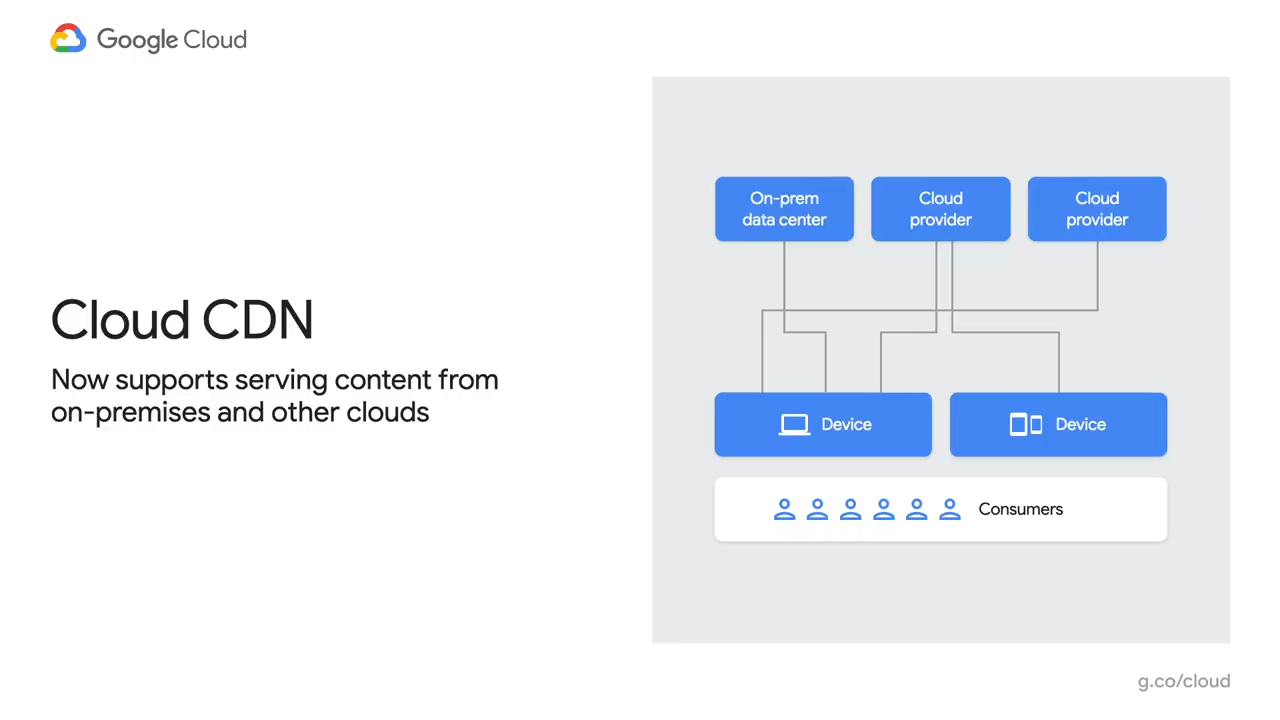 Google Cloud
Cloud CDN
Now supports serving content from
on-premises and other clouds
On-prem
data center
Cloud
provider
Cloud
provider
Device
Device
Consumers
g.co/cloud